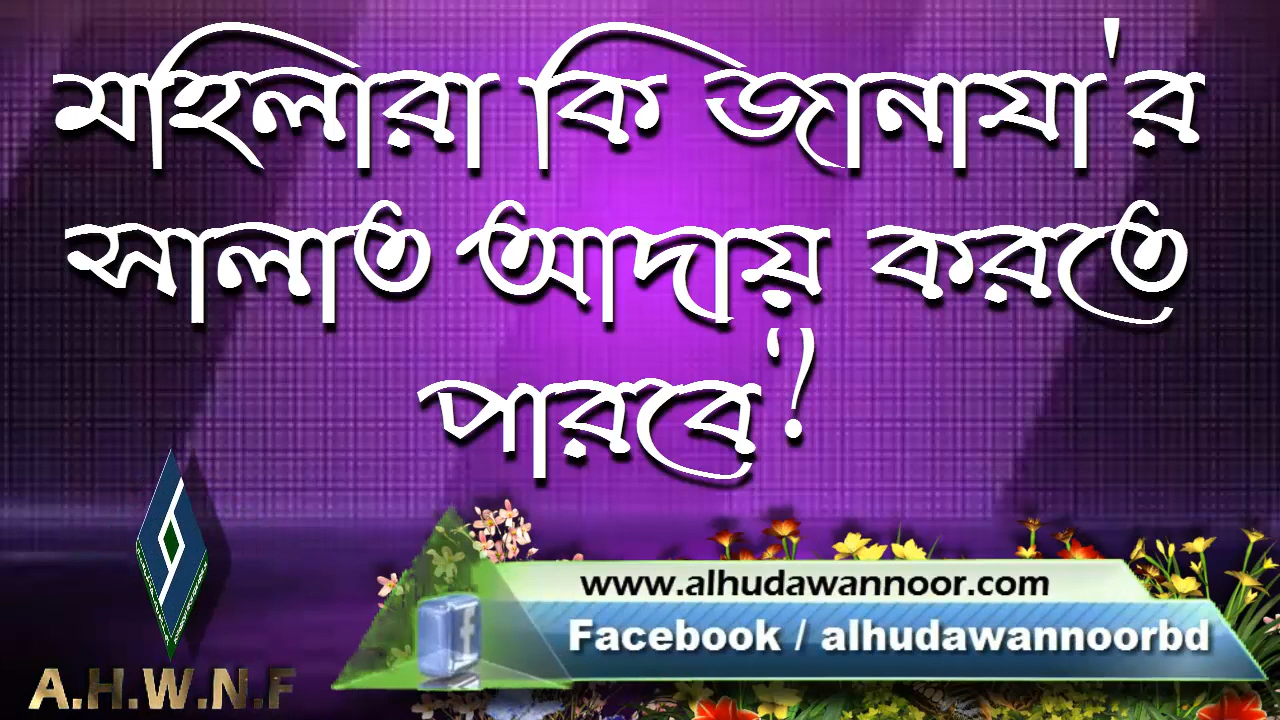 মহিলারা কি জানাযা'র
সালাত আদায় করতে
পারবে?
www.alhudawannoor.com
Facebook / alhudawannoorbd
f
A.H.W.N.F